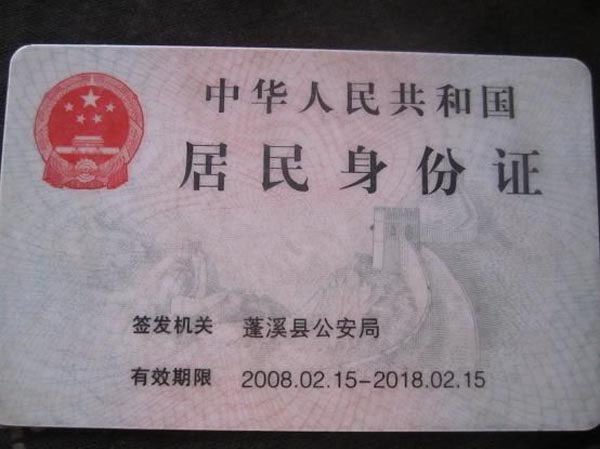 中华人民共和国
居民身份证
签发机关 蓬溪县公安局
有效期限 2008.02.15-2018.02.15